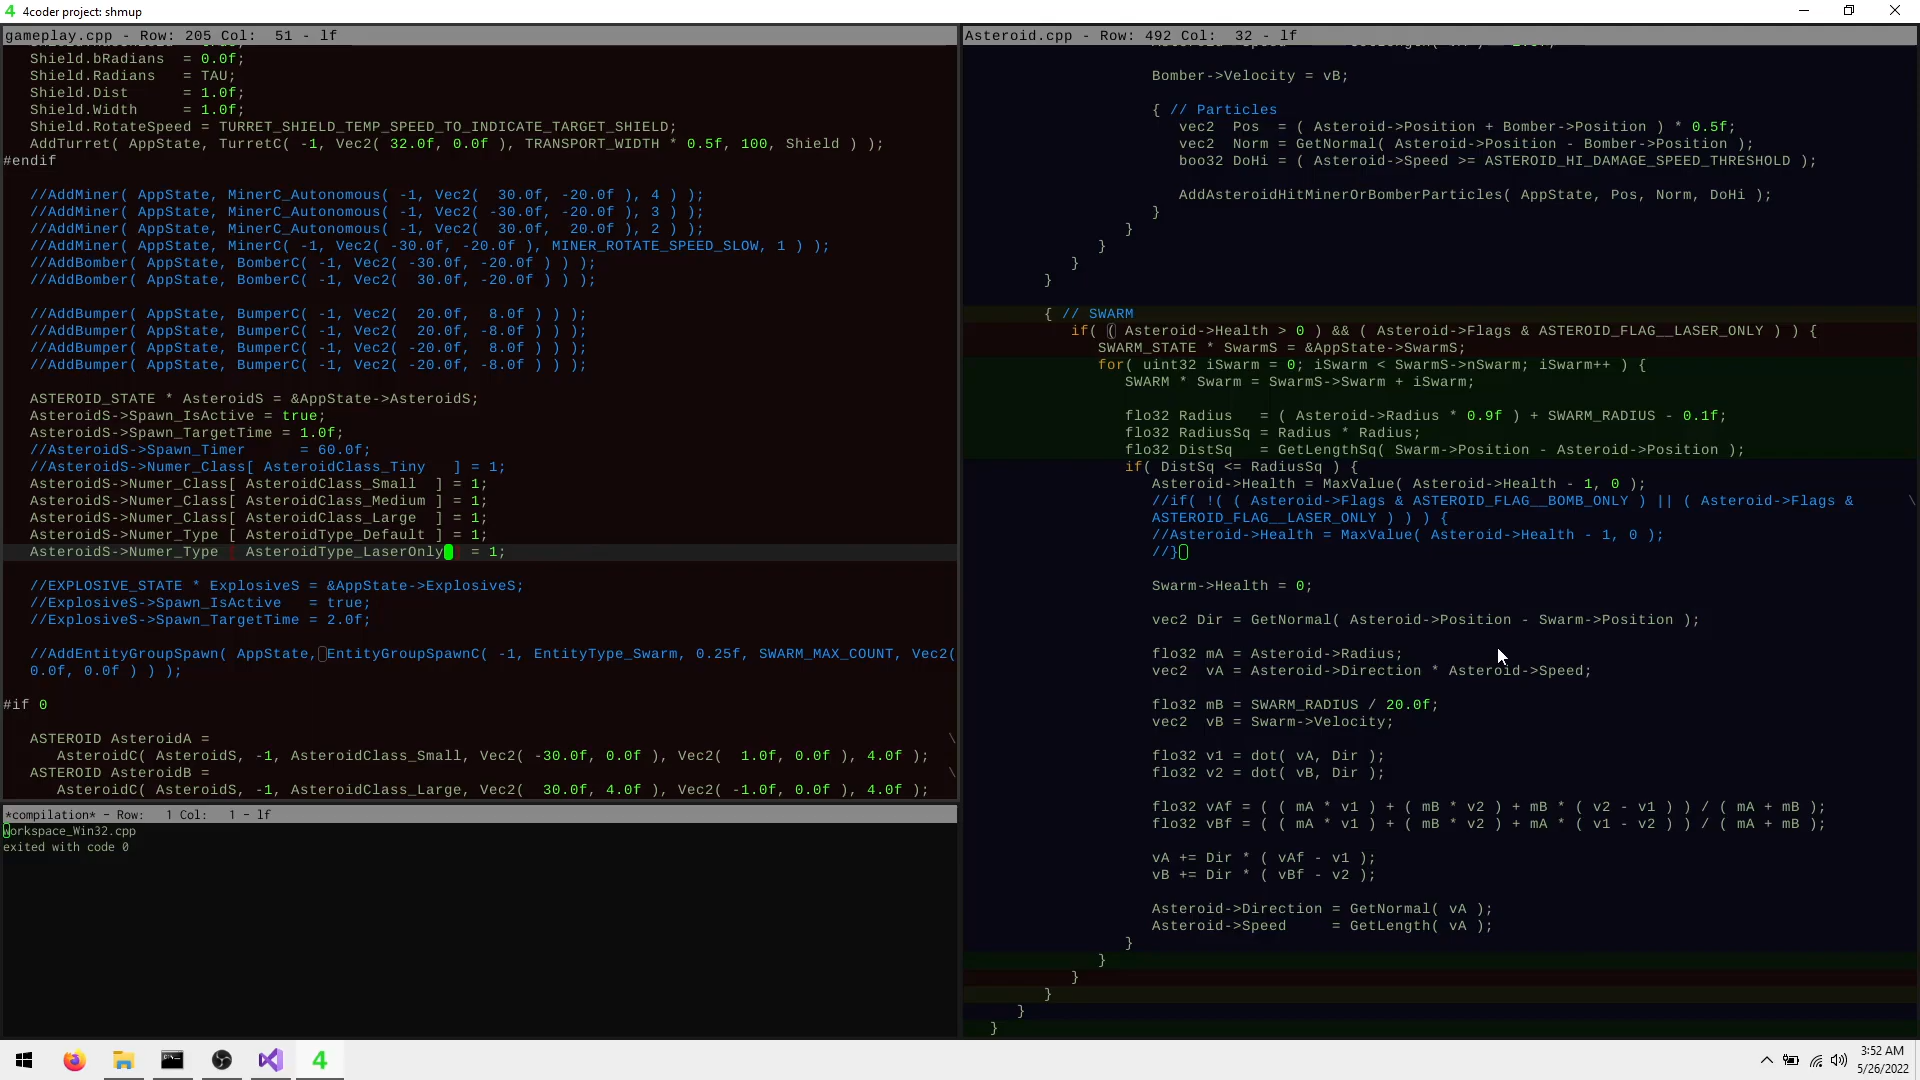 4coder project: shmup
gameplay.cpp - Row: 205 Col:  51 - lf
Shield.bRadians  = 0.0f;
Shield.Radians   = TAU;
Shield.Dist      = 1.0f;
Shield.Width     = 1.0f;
Shield.RotateSpeed = TURRET_SHIELD_TEMP_SPEED_TO_INDICATE_TARGET_SHIELD;
AddTurret( AppState, TurretC( -1, Vec2( 32.0f, 0.0f ), TRANSPORT_WIDTH * 0.5f, 100, Shield ) );
#endif
//AddMiner( AppState, MinerC_Autonomous( -1, Vec2(  30.0f, -20.0f ), 4 ) );
//AddMiner( AppState, MinerC_Autonomous( -1, Vec2( -30.0f, -20.0f ), 3 ) );
//AddMiner( AppState, MinerC_Autonomous( -1, Vec2(  30.0f,  20.0f ), 2 ) );
//AddMiner( AppState, MinerC( -1, Vec2( -30.0f, -20.0f ), MINER_ROTATE_SPEED_SLOW, 1 ) );
//AddBomber( AppState, BomberC( -1, Vec2( -30.0f, -20.0f ) ) );
//AddBomber( AppState, BomberC( -1, Vec2(  30.0f, -20.0f ) ) );
//AddBumper( AppState, BumperC( -1, Vec2(  20.0f,  8.0f ) ) );
//AddBumper( AppState, BumperC( -1, Vec2(  20.0f, -8.0f ) ) );
//AddBumper( AppState, BumperC( -1, Vec2( -20.0f,  8.0f ) ) );
//AddBumper( AppState, BumperC( -1, Vec2( -20.0f, -8.0f ) ) );
ASTEROID_STATE * AsteroidS = &AppState->AsteroidS;
AsteroidS->Spawn_IsActive = true;
AsteroidS->Spawn_TargetTime = 1.0f;
//AsteroidS->Spawn_Timer      = 60.0f;
//AsteroidS->Numer_Class[ AsteroidClass_Tiny   ] = 1;
AsteroidS->Numer_Class[ AsteroidClass_Small  ] = 1;
AsteroidS->Numer_Class[ AsteroidClass_Medium ] = 1;
AsteroidS->Numer_Class[ AsteroidClass_Large  ] = 1;
AsteroidS->Numer_Type [ AsteroidType_Default ] = 1;
AsteroidS->Numer_Type [ AsteroidType_LaserOnly ] = 1;
//EXPLOSIVE_STATE * ExplosiveS = &AppState->ExplosiveS;
//ExplosiveS->Spawn_IsActive   = true;
//ExplosiveS->Spawn_TargetTime = 2.0f;
//AddEntityGroupSpawn( AppState, EntityGroupSpawnC( -1, EntityType_Swarm, 0.25f, SWARM_MAX_COUNT, Vec2(
0.0f, 0.0f ) ) );
#if 0
ASTEROID AsteroidA = \
AsteroidC( AsteroidS, -1, AsteroidClass_Small, Vec2( -30.0f, 0.0f ), Vec2(  1.0f, 0.0f ), 4.0f );
ASTEROID AsteroidB = \
AsteroidC( AsteroidS, -1, AsteroidClass_Large, Vec2(  30.0f, 4.0f ), Vec2( -1.0f, 0.0f ), 4.0f );
*compilation* - Row:   1 Col:   1 - lf
Workspace_Win32.cpp
exited with code 0
Asteroid.cpp - Row: 492 Col:  32 - lf
Bomber->Velocity = vB;
{ // Particles
vec2  Pos  = ( Asteroid->Position + Bomber->Position ) * 0.5f;
vec2  Norm = GetNormal( Asteroid->Position - Bomber->Position );
boo32 DoHi = ( Asteroid->Speed >= ASTEROID_HI_DAMAGE_SPEED_THRESHOLD );
AddAsteroidHitMinerOrBomberParticles( AppState, Pos, Norm, DoHi );
}
}
}
}
}
{ // SWARM
if( ( Asteroid->Health > 0 ) && ( Asteroid->Flags & ASTEROID_FLAG__LASER_ONLY ) ) {
SWARM_STATE * SwarmS = &AppState->SwarmS;
for( uint32 iSwarm = 0; iSwarm < SwarmS->nSwarm; iSwarm++ ) {
SWARM * Swarm = SwarmS->Swarm + iSwarm;
flo32 Radius   = ( Asteroid->Radius * 0.9f ) + SWARM_RADIUS - 0.1f;
flo32 RadiusSq = Radius * Radius;
flo32 DistSq   = GetLengthSq( Swarm->Position - Asteroid->Position );
if( DistSq <= RadiusSq ) {
Asteroid->Health = MaxValue( Asteroid->Health - 1, 0 );
//if( !( ( Asteroid->Flags & ASTEROID_FLAG__BOMB_ONLY ) || ( Asteroid->Flags & \
ASTEROID_FLAG__LASER_ONLY ) ) ) {
//Asteroid->Health = MaxValue( Asteroid->Health - 1, 0 );
//}
Swarm->Health = 0;
vec2 Dir = GetNormal( Asteroid->Position - Swarm->Position );
flo32 mA = Asteroid->Radius;
vec2  vA = Asteroid->Direction * Asteroid->Speed;
flo32 mB = SWARM_RADIUS / 20.0f;
vec2  vB = Swarm->Velocity;
flo32 v1 = dot( vA, Dir );
flo32 v2 = dot( vB, Dir );
flo32 vAf = ( ( mA * v1 ) + ( mB * v2 ) + mB * ( v2 - v1 ) ) / ( mA + mB );
flo32 vBf = ( ( mA * v1 ) + ( mB * v2 ) + mA * ( v1 - v2 ) ) / ( mA + mB );
vA += Dir * ( vAf - v1 );
vB += Dir * ( vBf - v2 );
Asteroid->Direction = GetNormal( vA );
Asteroid->Speed     = GetLength( vA );
}
}
}
}
}
}
3:52 AM
5/26/2022